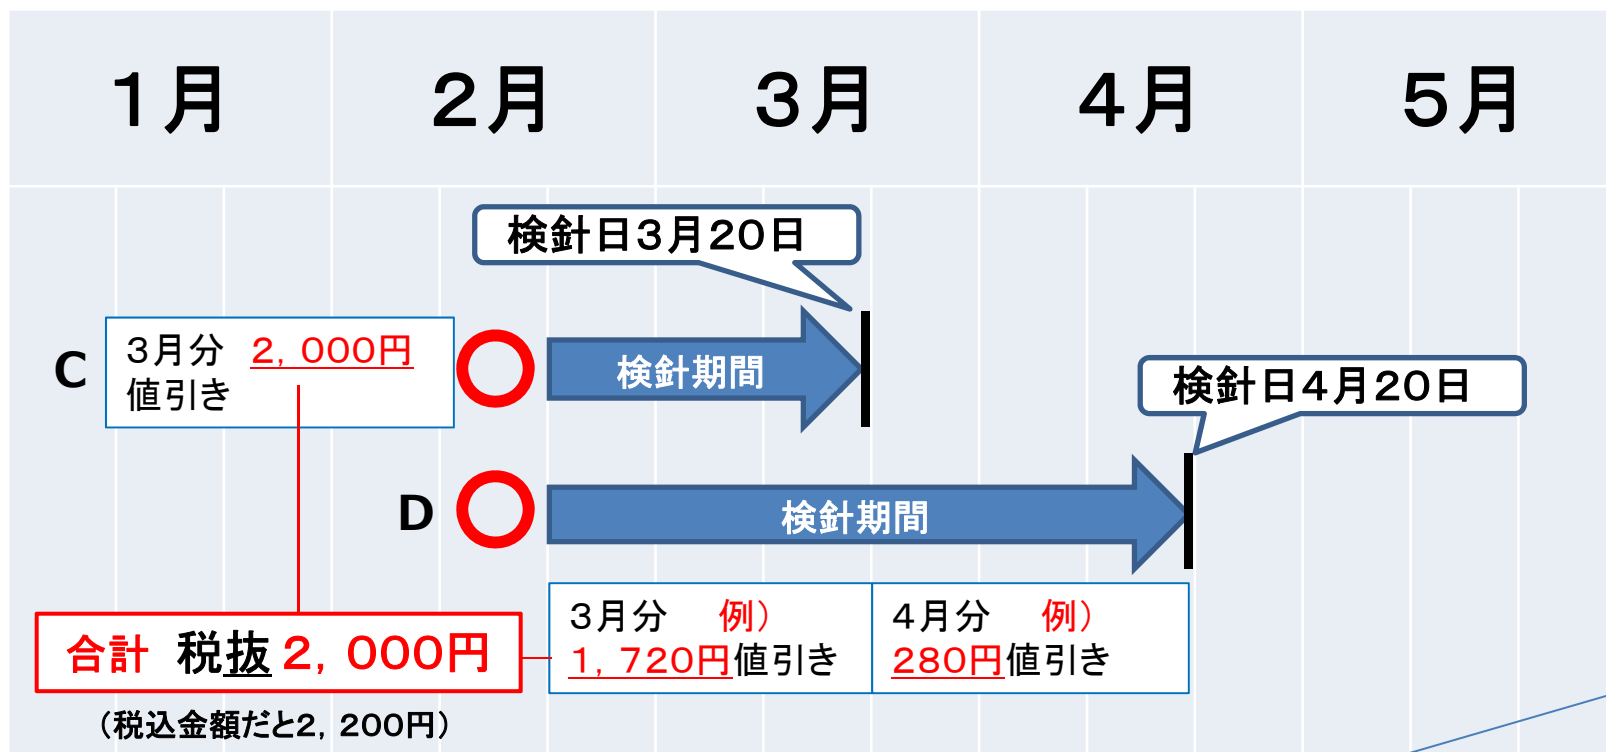 1月 2月 3月 4月 5月
検針日3月20日
C
3月分 2,000円
値引き
検針期間
検針日4月20日
D
検針期間
合計 税抜 2,000円
(税込金額だと2,200円)
3月分 例)
1,720円値引き
4月分 例)
280円値引き